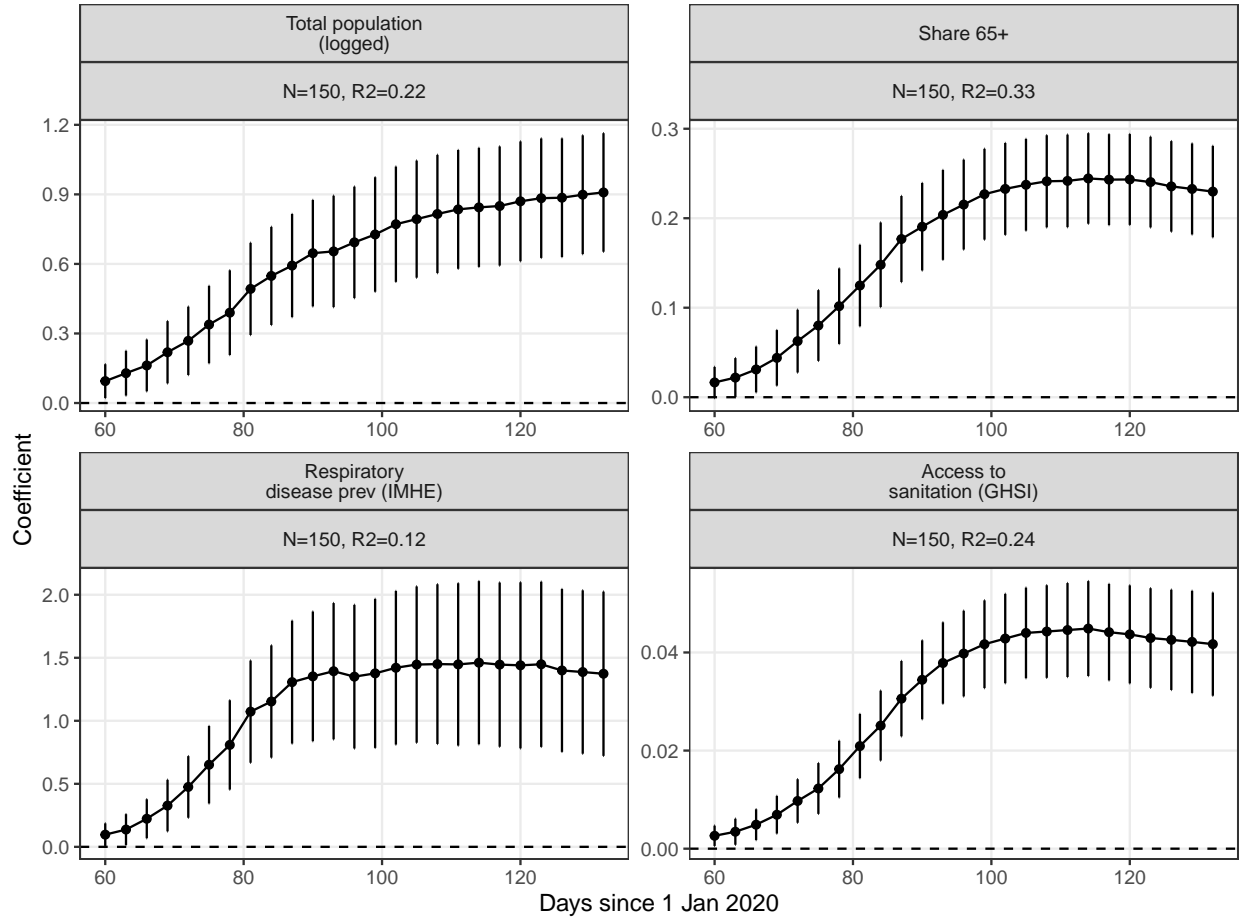 Total population
(logged)
Share 65+
N=150, R2=0.22
N=150, R2=0.33
1.2
0.9
0.6
0.3
0.0
0.3
0.2
0.1
0.0
60 80 100 120
60 80 100 120
Respiratory
disease prev (IMHE)
Access to
sanitation (GHSI)
N=150, R2=0.12
N=150, R2=0.24
2.0
1.5
1.0
0.5
0.0
0.04
0.02
0.00
60 80 100 120
60 80 100 120
Coefficient
Days since 1 Jan 2020